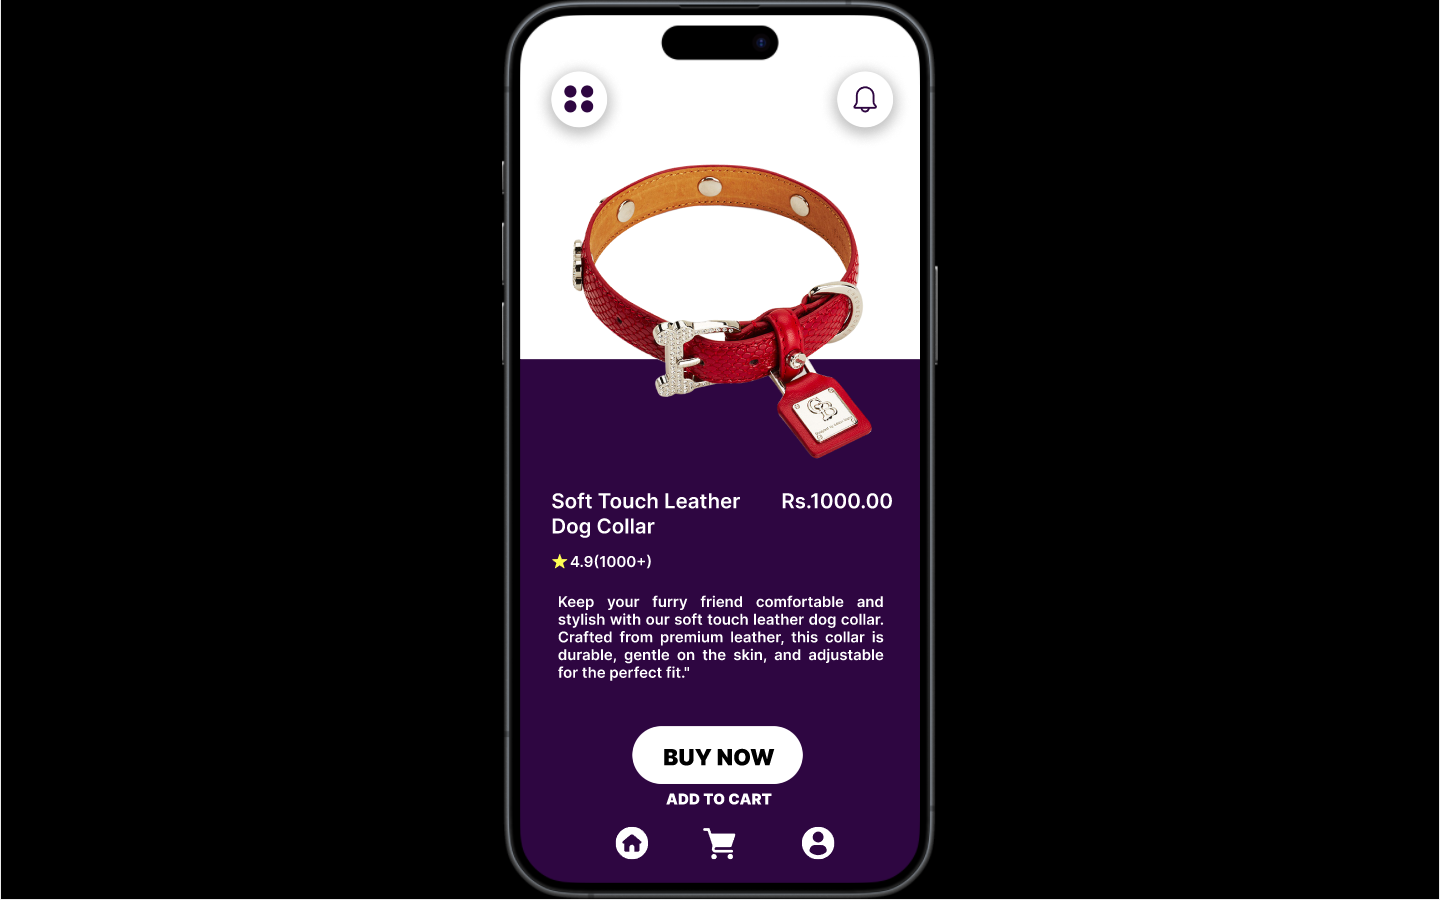 Soft Touch Leather
Dog Collar
Rs.1000.00
4.9(1000+)
Keep your furry friend comfortable and
stylish with our soft touch leather dog collar.
Crafted from premium leather, this collar is
durable, gentle on the skin, and adjustable
for the perfect fit."
BUY NOW
ADD TO CART